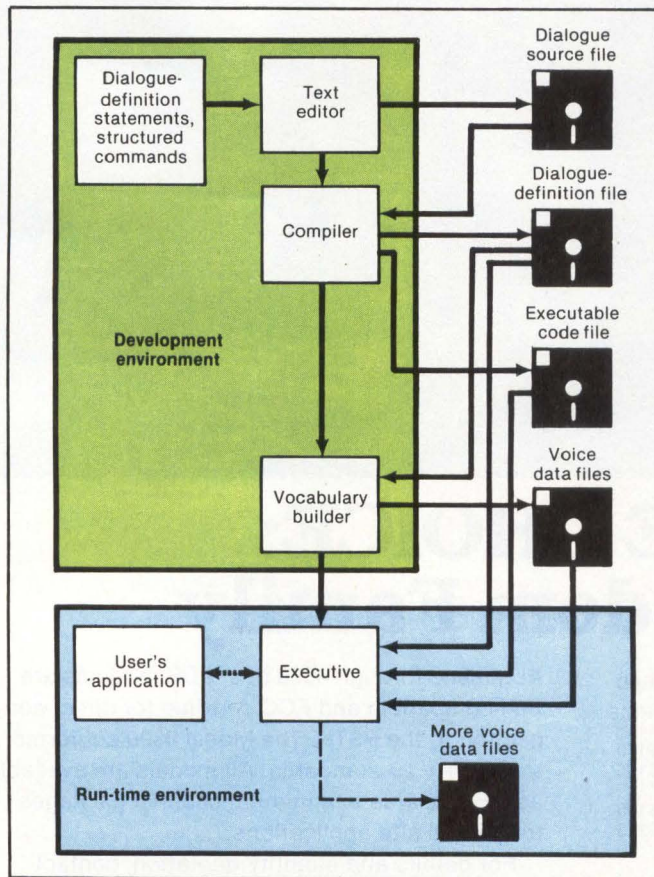 Dialogue-
definition
statements,
structured
commands
Text
editor
Dialogue
source file
Compiler
Dialogue-
definition file
Development
environment
Executable
code file
Vocabulary
builder
Voice
data files
User's
application
Executive
Run-time environment
More voice
data files